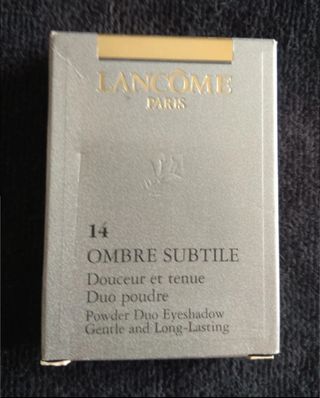 LANCÔME
PARIS
14
OMBRE SUBTILE
Douceur et tenue
Duo poudre
Powder Duo Eyeshadow
Gentle and Long-Lasting